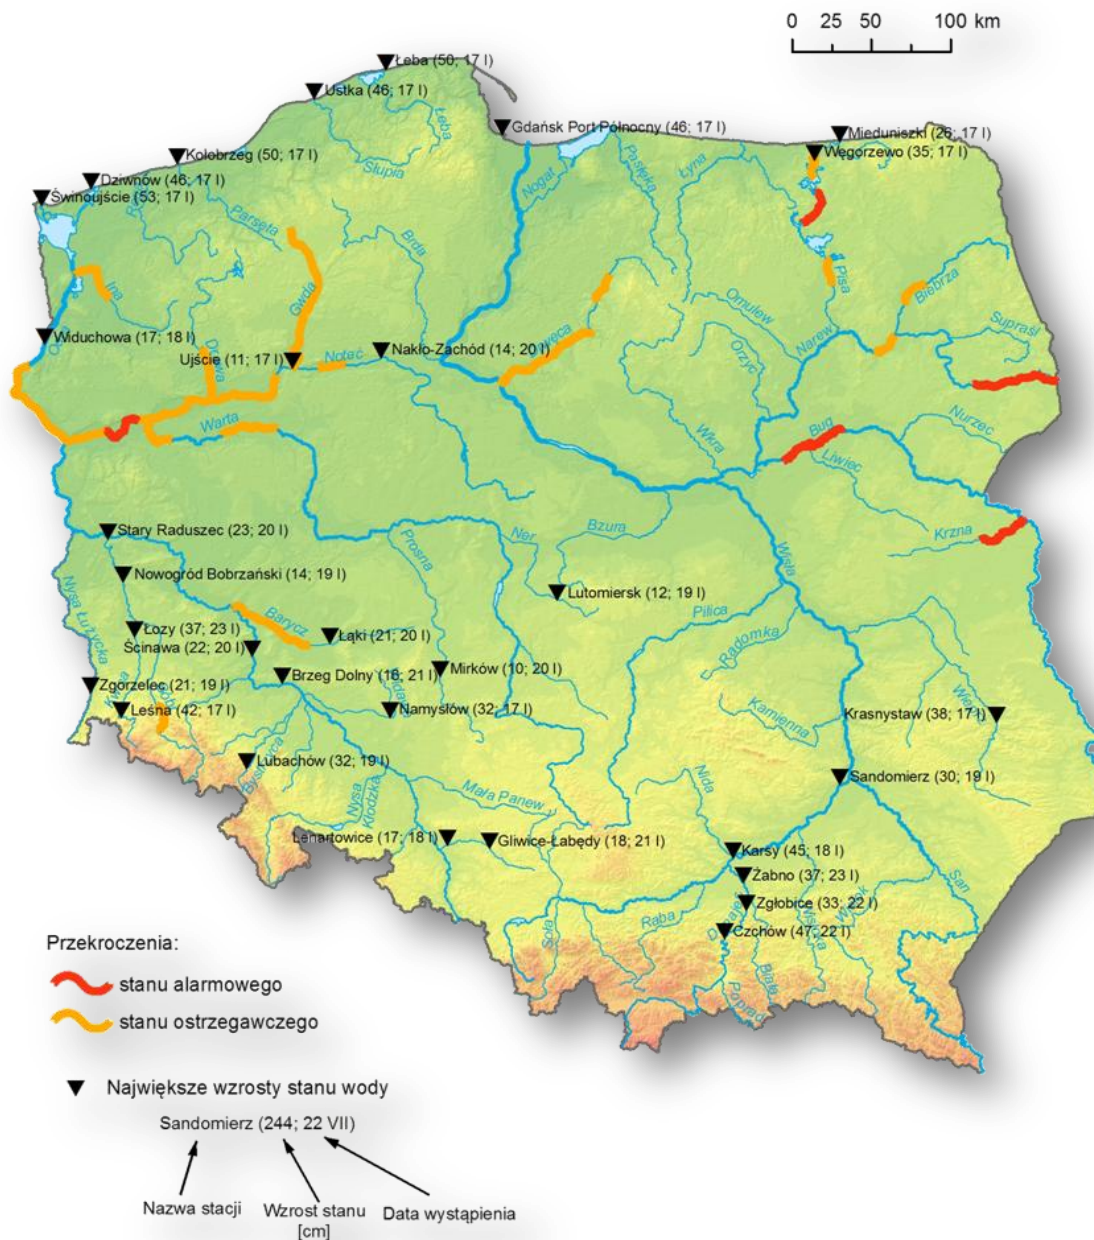 0 25 50 100 km
Łeba (50; 17 I)
Ustka (46; 17 I)
Łeba
Gdańsk Port Północny (46; 17 I)
Mieduniszki (26; 17 I)
Węgorzewo (35; 17 I)
Kołobrzeg (50; 17 I)
Słupia
Pasłęka
Łyna
Dziwnów (46; 17 I)
Nogat
Świnoujście (53; 17 I)
Parsęta
Brda
Gwda
Ina
Pisa
Biebrza
Omulew
Supraśl
Widuchowa (17; 18 I)
Drawa
Ujście (11; 17 I)
Noteć
Nakło-Zachód (14; 20 I)
Orzyc
Narew
Warta
Wkra
Bug
Nurzec
Liwiec
Stary Raduszec (23; 20 I)
Prosna
Ner
Bzura
Krzna
Wisła
Nowogród Bobrzański (14; 19 I)
Nysa Łużycka
Lutomiersk (12; 19 I)
Pilica
Barycz
Łozy (37; 23 I)
Łąki (21; 20 I)
Radomka
Ścinawa (22; 20 I)
Brzeg Dolny (18; 21 I)
Mirków (10; 20 I)
Zgorzelec (21; 19 I)
Kwisa
Leśna (42; 17 I)
Namysłów (32; 17 I)
Kamienna
Krasnystaw (38; 17 I)
Lubachów (32; 19 I)
Bystrzyca
Nysa
Kłodzka
Mała Panew
Nida
Sandomierz (30; 19 I)
Lenartowice (17; 18 I)
Gliwice-Łabędy (18; 21 I)
Karsy (45; 18 I)
Żabno (37; 23 I)
San
Zgłobice (33; 22 I)
Raba
Dunajec
Wisłoka
Wisłok
Soła
Czchów (47; 22 I)
Biała
Poprad
Przekroczenia:
stanu alarmowego
stanu ostrzegawczego
Największe wzrosty stanu wody
Sandomierz (244; 22 VII)
Nazwa stacji
Wzrost stanu
[cm]
Data wystąpienia